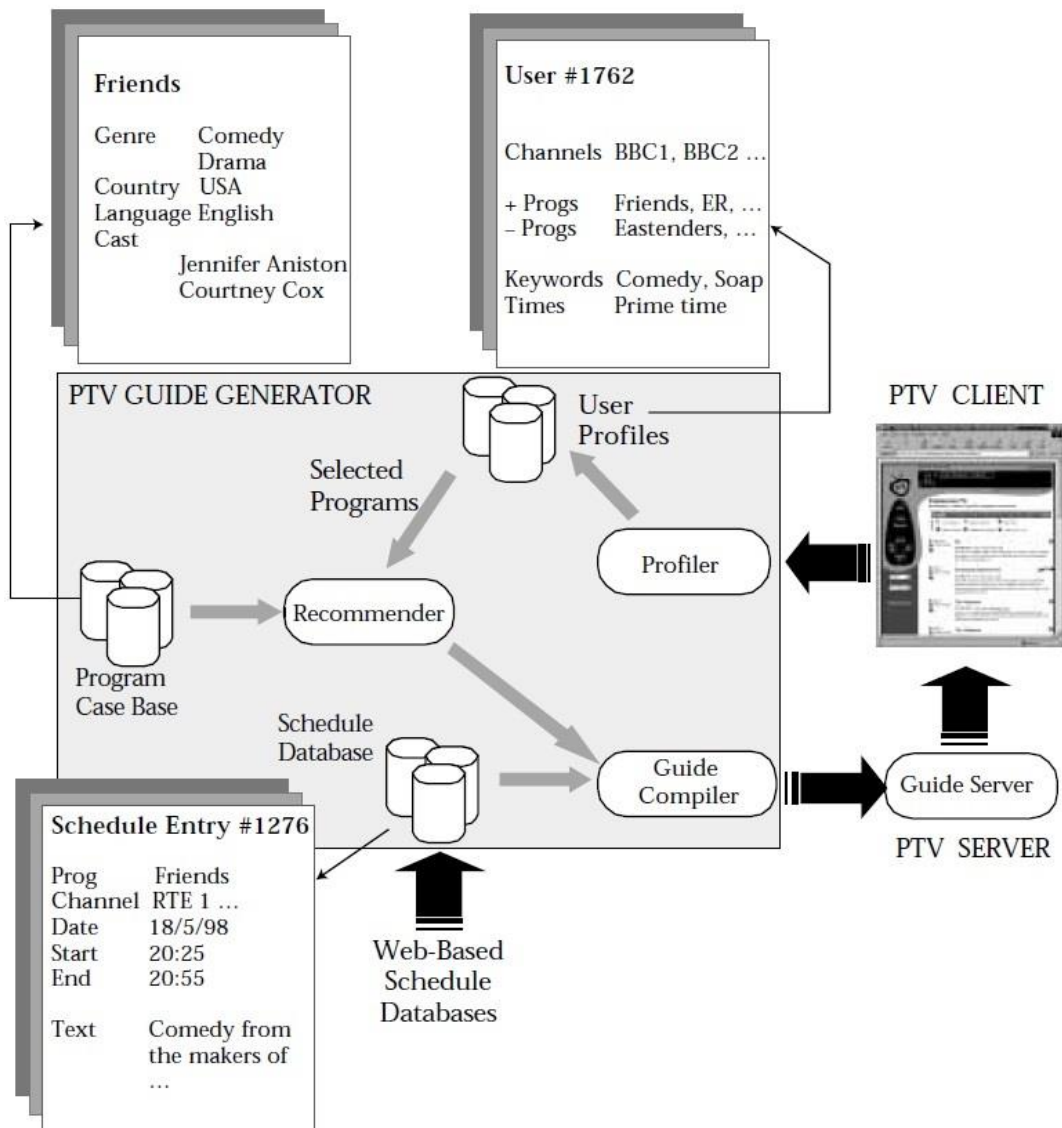 Friends
Genre Comedy
Drama
Country USA
Language English
Cast
Jennifer Aniston
Courtney Cox
User #1762
Channels BBC1, BBC2 …
+ Progs Friends, ER, …
– Progs Eastenders, …
Keywords Comedy, Soap
Times Prime time
PTV GUIDE GENERATOR
User
Profiles
PTV CLIENT
Selected
Programs
Profiler
Recommender
Program
Case Base
Schedule
Database
Guide
Compiler
Guide Server
PTV SERVER
Schedule Entry #1276
Prog Friends
Channel RTE 1 …
Date 18/5/98
Start 20:25
End 20:55
Text Comedy from
the makers of
…
Web-Based
Schedule
Databases